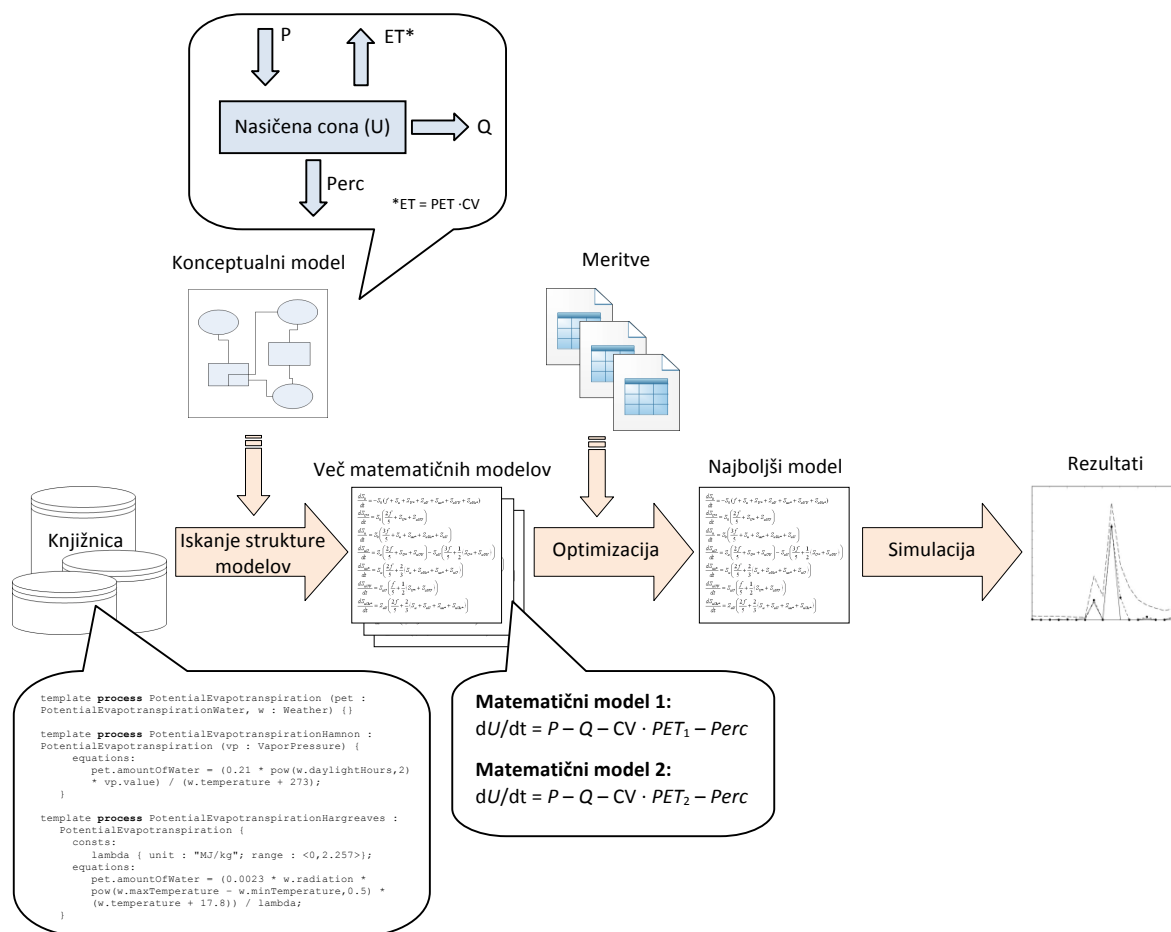 P
ET*
Nasičena cona (U)
Q
Perc
*ET = PET ·CV
Konceptualni model
Meritve
Več matematičnih modelov
Najboljši model
Rezultati
Knjižnica
Iskanje strukture
modelov
Optimizacija
Simulacija
template process PotentialEvapotranspiration (pet :
PotentialEvapotranspirationWater, w : Weather) {}
template process PotentialEvapotranspirationHamnon :
PotentialEvapotranspiration (vp : VaporPressure) {
equations:
pet.amountOfWater = (0.21 * pow(w.daylightHours,2)
* vp.value) / (w.temperature + 273);
}
template process PotentialEvapotranspirationHargreaves :
PotentialEvapotranspiration {
consts:
lambda { unit : "MJ/kg"; range : <0,2.257>};
equations:
pet.amountOfWater = (0.0023 * w.radiation *
pow(w.maxTemperature - w.minTemperature,0.5) *
(w.temperature + 17.8)) / lambda;
}
Matematični model 1:
dU/dt = P – Q – CV · PET₁ – Perc
Matematični model 2:
dU/dt = P – Q – CV · PET₂ – Perc